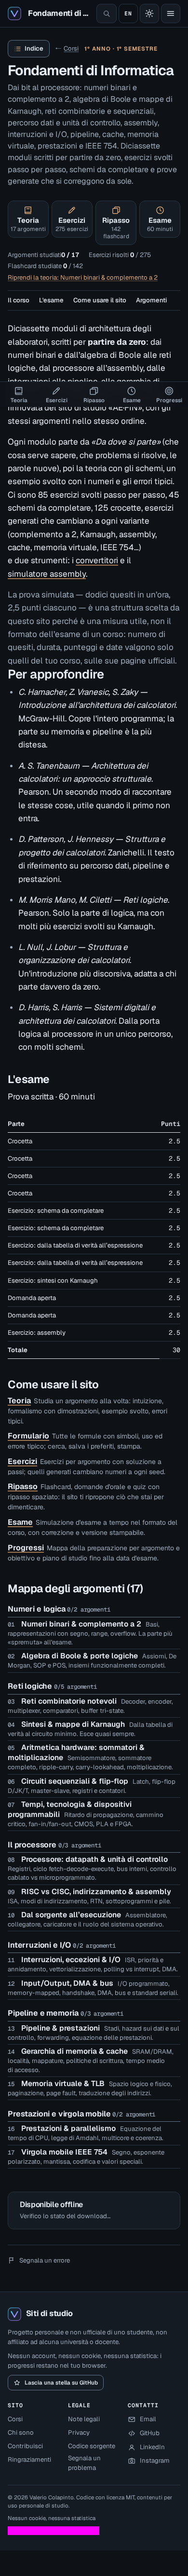 Fondamenti di ...
EN
Indice
← Corsi
1º ANNO · 1º SEMESTRE
Fondamenti di Informatica
Dai bit al processore: numeri binari e complemento a 2, algebra di Boole e mappe di Kaungh, reti combinatorie e sequenziali, percorso dei dati e unità di controllo, assembly, interruzioni e I/O, pipeline, cache, memoria virtuale, prestazioni e IEEE 754. Diciassette moduli scritti per partire da zero, esercizi svolti passo per passo, schemi da completare e prove d'esame che si correggono da sole.
Teoria
17 argomenti
Esercizi
275 esercizi
Ripasso
142
flashcard
Esame
60 minuti
Argomenti studiati 0 / 17
Esercizi risolti 0 / 275
Flashcard studiate 0 / 142
Riprendi la teoria: Numeri binari & complemento a 2
Il corso
L'esame
Come usare il sito
Argomenti
Diciassette moduli di architettura degli
elaboratori, scritti per partire da zero: dai
numeri binari e dall'algebra di Boole alle reti
logiche, dal processore all'assembly, dalle
Teoria
Esercizi
Ripasso
Esame
Progressi
stessi argomenti nello stesso ordine.
Ogni modulo parte da «Da dove si parte» (che
cosa serve sapere, che problema si risolve, le
parole nuove), poi la teoria con gli schemi, i
casi limite, gli errori tipici e gli esercizi veri.
Ci sono 85 esercizi svolti passo per passo, 45
schemi da completare, 125 crocette, esercizi
generati che cambiano a ogni variante
(complemento a 2, Kaungh, assembly,
cache, memoria virtuale, IEEE 754…)
e due strumenti: i convertitori e il
simulatore assembly.
La prova simulata — dodici quesiti in un'ora,
2,5 punti ciascuno — è una struttura scelta da
questo sito per allenare le unità viste, non il
formato dell'esame di un corso: numero di
quesiti, durata, punteggi e date valgono solo
quelli del tuo corso, sulle sue pagine ufficiali.
Per approfondire
• C. Hamacher, Z. Vranesic, S. Zaky —
Introduzione all'architettura dei calcolatori.
McGraw-Hill. Copre l'intero programma; la
parte su memoria e pipeline è la più
distesa.
• A. S. Tanenbaum — Architettura dei
calcolatori: un approccio strutturale.
Pearson. Un secondo modo di raccontare
le stesse cose, utile quando il primo non
entra.
• D. Patterson, J. Hennessy — Struttura e
progetto dei calcolatori. Zanichelli. Il testo
di riferimento su percorso dati, pipeline e
prestazioni.
• M. Morris Mano, C. Kime — Reti logiche.
Pearson. Solo la parte di logica, ma con
molti più esercizi svolti su Karnaugh.
• L. Null, J. Lobur — Struttura e
organizzazione dei calcolatori.
Un'introduzione più discorsiva, adatta a chi
parte davvero da zero.
• D. Harris, S. Harris — Sistemi digitali e
architettura dei calcolatori. Dalla porta
logica al processore in un unico percorso,
con molti schemi.
L'esame
Prova scritta · 60 minuti
Parte Punti
Crocetta 2.5
Crocetta 2.5
Crocetta 2.5
Crocetta 2.5
Esercizio: schema da completare 2.5
Esercizio: schema da completare 2.5
Esercizio: dalla tabella di verità all'espressione 2.5
Esercizio: dalla tabella di verità all'espressione 2.5
Esercizio: sintesi con Karnaugh 2.5
Domanda aperta 2.5
Domanda aperta 2.5
Esercizio: assembly 2.5
Totale 30
Come usare il sito
Teoria Studia un argomento alla volta: intuizione,
formalismo con dimostrazioni, esempio svolto, errori
tipici.
Formulario Tutte le formule con simboli, uso ed
errore tipico; cerca, salva i preferiti, stampa.
Esercizi Esercizi per argomento con soluzione a
passi; quelli generati cambiano numeri a ogni seed.
Ripasso Flashcard, domande d'orale e quiz con
ripasso spaziato: il sito ti ripropone ciò che stai per
dimenticare.
Esame Simulazione d'esame a tempo nel formato del
corso, con correzione e versione stampabile.
Progressi Mappa della preparazione per argomento e
obiettivo e piano di studio fino alla data d'esame.
Mappa degli argomenti (17)
Numeri e logica 0/2 argomenti
01 Numeri binari & complemento a 2 Basi,
rappresentazioni con segno, range, overflow. La parte più
«spremuta» all'esame.
02 Algebra di Boole & porte logiche Assiomi, De
Morgan, SOP e POS, insiemi funzionalmente completi.
Reti logiche 0/5 argomenti
03 Reti combinatorie notevoli Decoder, encoder,
multiplexer, comparatori, buffer tri-state.
04 Sintesi & mappe di Karnaugh Dalla tabella di
verità al circuito minimo. Esce quasi sempre.
05 Aritmetica hardware: sommatori &
moltiplicazione Semisommatore, sommatore
completo, ripple-carry, carry-lookahead, moltiplicazione.
06 Circuiti sequenziali & flip-flop Latch, flip-flop
D/JK/T, master-slave, registri e contatori.
07 Tempi, tecnologia & dispositivi
programmabili Ritardo di propagazione, cammino
critico, fan-in/fan-out, CMOS, PLA e FPGA.
Il processore 0/3 argomenti
08 Processore: datapath & unità di controllo
Registri, ciclo fetch-decode-execute, bus interni, controllo
cablato vs microprogrammato.
09 RISC vs CISC, indirizzamento & assembly
ISA, modi di indirizzamento, RTN, sottoprogrammi e pile.
10 Dal sorgente all'esecuzione Assemblatore,
collegatore, caricatore e il ruolo del sistema operativo.
Interruzioni e I/O 0/2 argomenti
11 Interruzioni, eccezioni & I/O ISR, priorità e
annidamento, vettorializzazione, polling vs interrupt, DMA.
12 Input/Output, DMA & bus I/O programmato,
memory-mapped, handshake, DMA, bus e standard seriali.
Pipeline e memoria 0/3 argomenti
13 Pipeline & prestazioni Stadi, hazard sui dati e sul
controllo, forwarding, equazione delle prestazioni.
14 Gerarchia di memoria & cache SRAM/DRAM,
località, mappature, politiche di scrittura, tempo medio
di accesso.
15 Memoria virtuale & TLB Spazio logico e fisico,
paginazione, page fault, traduzione degli indirizzi.
Prestazioni e virgola mobile 0/2 argomenti
16 Prestazioni & parallelismo Equazione del
tempo di CPU, legge di Amdahl, multicore e coerenza.
17 Virgola mobile IEEE 754 Segno, esponente
polarizzato, mantissa, codifica e valori speciali.
Disponibile offline
Verifico lo stato del download…
Segnala un errore
Siti di studio
Progetto personale e non ufficiale di uno studente, non
affiliato ad alcuna università o docente.
Nessun account, nessun cookie, nessuna statistica: i
progressi restano nel tuo browser.
Lascia una stella su GitHub
SITO
Corsi
Chi sono
Contribuisci
Ringraziamenti
LEGALE
Note legali
Privacy
Codice sorgente
Segnala un
problema
CONTATTI
Email
GitHub
LinkedIn
Instagram
© 2026 Valerio Colapinto. Codice con licenza MIT, contenuti per
uso personale di studio.
Nessun cookie, nessuna statistica